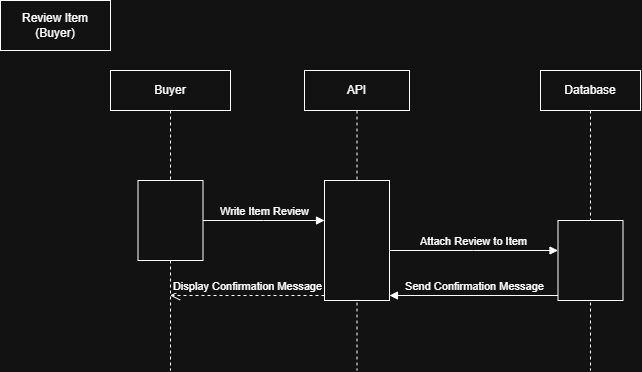 Review Item
(Buyer)
Buyer
API
Database
Write Item Review
Attach Review to Item
Display Confirmation Message
Send Confirmation Message